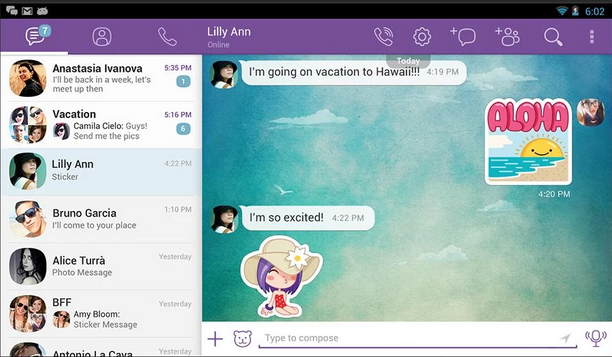 6:02
7
Lilly Ann
Online
Anastasia Ivanova
5:35 PM
I'll be back in a week, let's
meet up then
1
Vacation
5:16 PM
Camila Cielo: Guys!
Send me the pics
6
Lilly Ann
4:22 PM
Sticker
Bruno Garcia
1:10 PM
I'll come to your place
Alice Turrà
Yesterday
Photo Message
BFF
Yesterday
Amy Bloom:
Sticker Message
Antonio La Cava
Yesterday
Today
I'm going on vacation to Hawaii!!! 4:19 PM
ALOHA
4:20 PM
I'm so excited! 4:22 PM
Type to compose